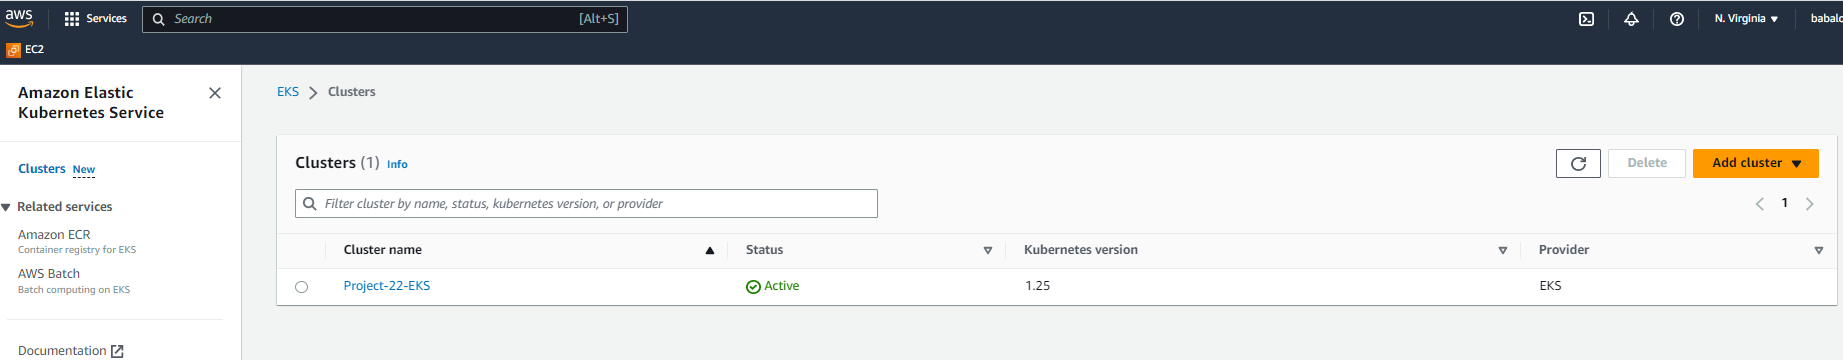 aws Services Search [Alt+S] N. Virginia
EC2
Amazon Elastic
Kubernetes Service
Clusters New
Related services
Amazon ECR
Container registry for EKS
AWS Batch
Batch computing on EKS
Documentation
EKS Clusters
Clusters (1) Info
Delete Add cluster
Filter cluster by name, status, kubernetes version, or provider
1
Cluster name Status Kubernetes version Provider
Project-22-EKS Active 1.25 EKS